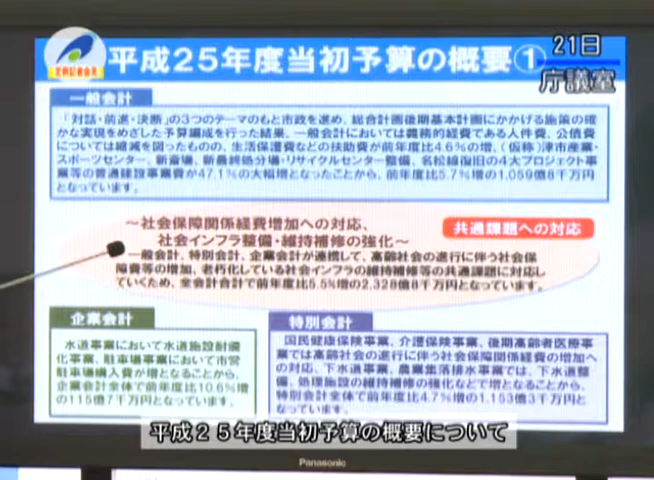 定例記者会見
平成25年度当初予算の概要①
21日
庁議室
一般会計
「対話・前進・決断」の3つのテーマのもと市政を進め、総合計画後期基本計画にかかげる施策の確
かな実現をめざした予算編成を行った結果、一般会計においては義務的経費である人件費、公債費
については縮減を図ったものの、生活保護費などの扶助費が前年度比4.6%の増、(仮称)津市産業・
スポーツセンター、新斎場、新最終処分場・リサイクルセンター整備、名松線復旧の4大プロジェクト事
業等の普通建設事業費が47.1%の大幅増となったことから、前年度比5.7%増の1,059億8千万円
となっています。
～社会保障関係経費増加への対応、
社会インフラ整備・維持補修の強化～
共通課題への対応
一般会計、特別会計、企業会計が連携して、高齢社会の進行に伴う社会保
障費等の増加、老朽化している社会インフラの維持補修等の共通課題に対応し
ていくため、全会計合計で前年度比5.5%増の2,328億8千万円となっています。
企業会計
水道事業において水道施設耐震
化事業、駐車場事業において市営
駐車場購入費が増となることから、
企業会計全体で前年度比10.6%増
の115億7千万円となっています。
特別会計
国民健康保険事業、介護保険事業、後期高齢者医療事
業では高齢社会の進行に伴う社会保障関係経費の増加へ
の対応、下水道事業、農業集落排水事業では、下水道整
備、処理施設の維持補修の強化などで増となることから、
特別会計全体で前年度比4.7%増の1,153億3千万円と
なっています。
平成２５年度当初予算の概要について
Panasonic